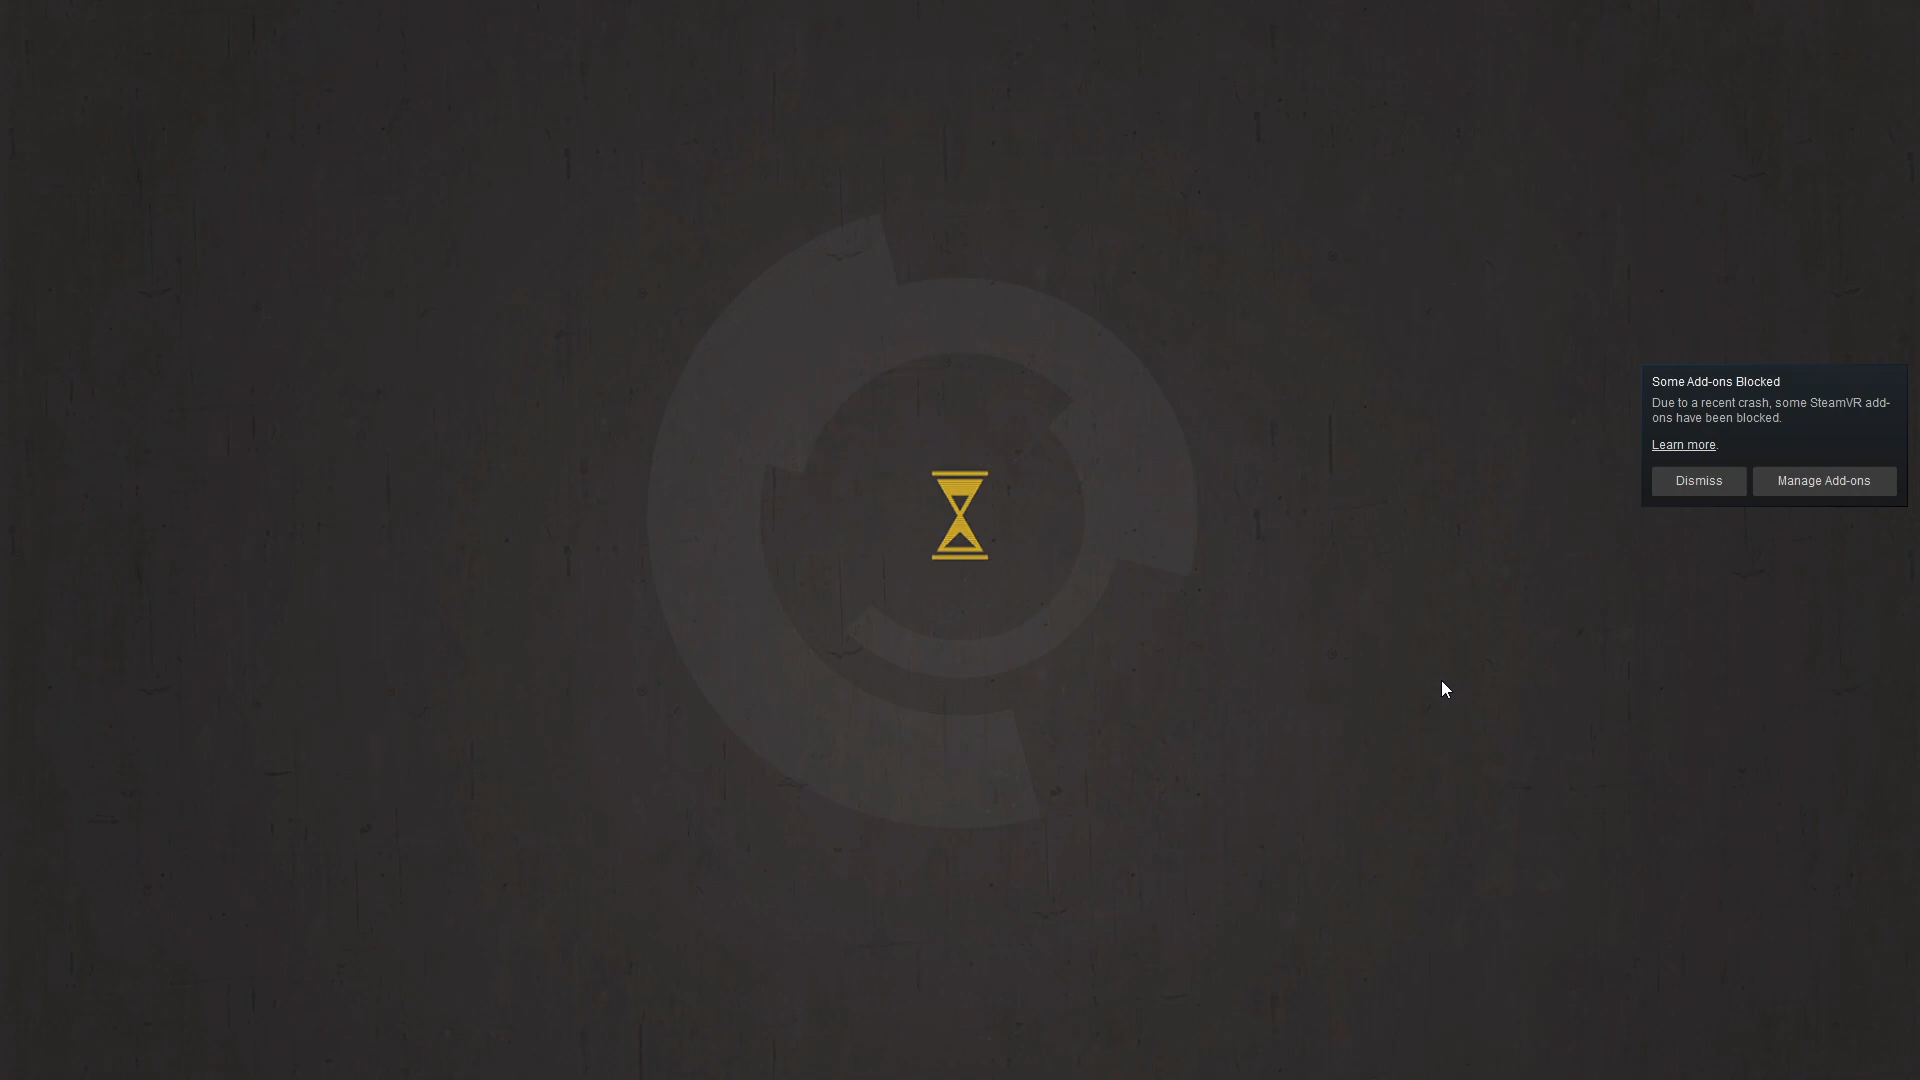 Some Add-ons Blocked
Due to a recent crash, some SteamVR add-
ons have been blocked.
Learn more.
Dismiss
Manage Add-ons